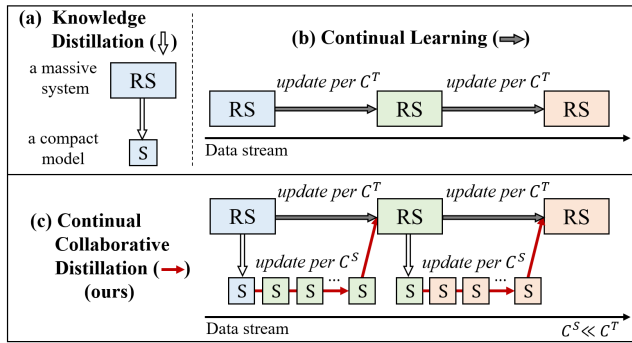 (a) Knowledge
Distillation (⇩)
a massive
system
RS
a compact
model
S
(b) Continual Learning (➡)
update per C^T update per C^T
RS RS RS
Data stream
(c) Continual
Collaborative
Distillation (→)
(ours)
update per C^T update per C^T
RS RS RS
update per C^S update per C^S
S S S ... S S S S ... S
Data stream
C^S ≪ C^T